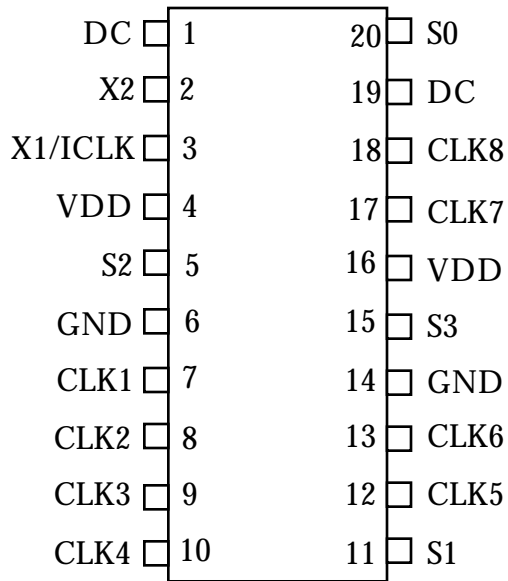 DC 1 20 S0
X2 2 19 DC
X1/ICLK 3 18 CLK8
VDD 4 17 CLK7
S2 5 16 VDD
GND 6 15 S3
CLK1 7 14 GND
CLK2 8 13 CLK6
CLK3 9 12 CLK5
CLK4 10 11 S1